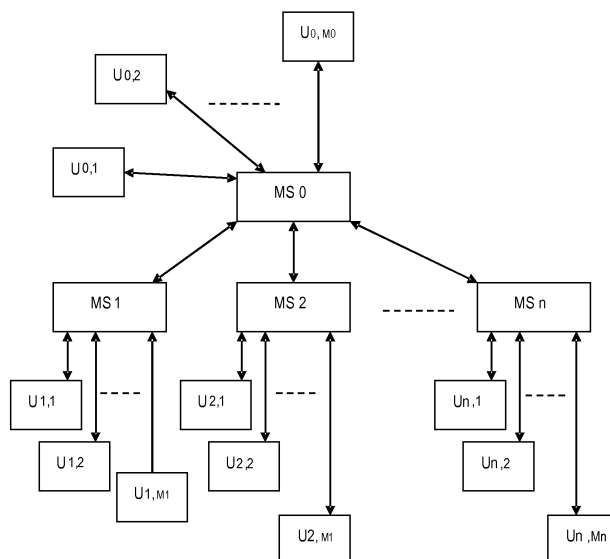 U0, M0
U0,2
U0,1
MS 0
MS 1
MS 2
MS n
U1,1
U2,1
Un,1
U1,2
U2,2
Un,2
U1, M1
U2, M1
Un , Mn